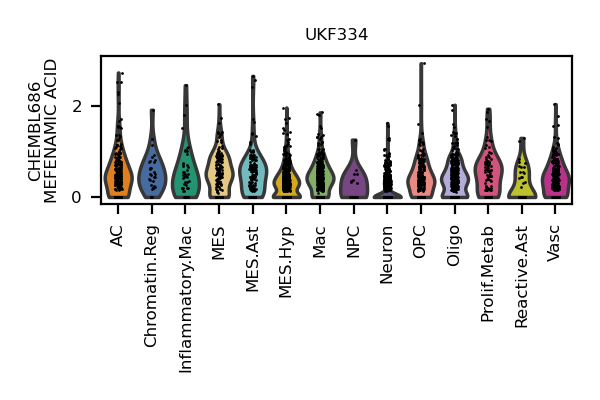 UKF334
CHEMBL686
MEFENAMIC ACID
2
0
AC
Chromatin.Reg
Inflammatory.Mac
MES
MES.Ast
MES.Hyp
Mac
NPC
Neuron
OPC
Oligo
Prolif.Metab
Reactive.Ast
Vasc